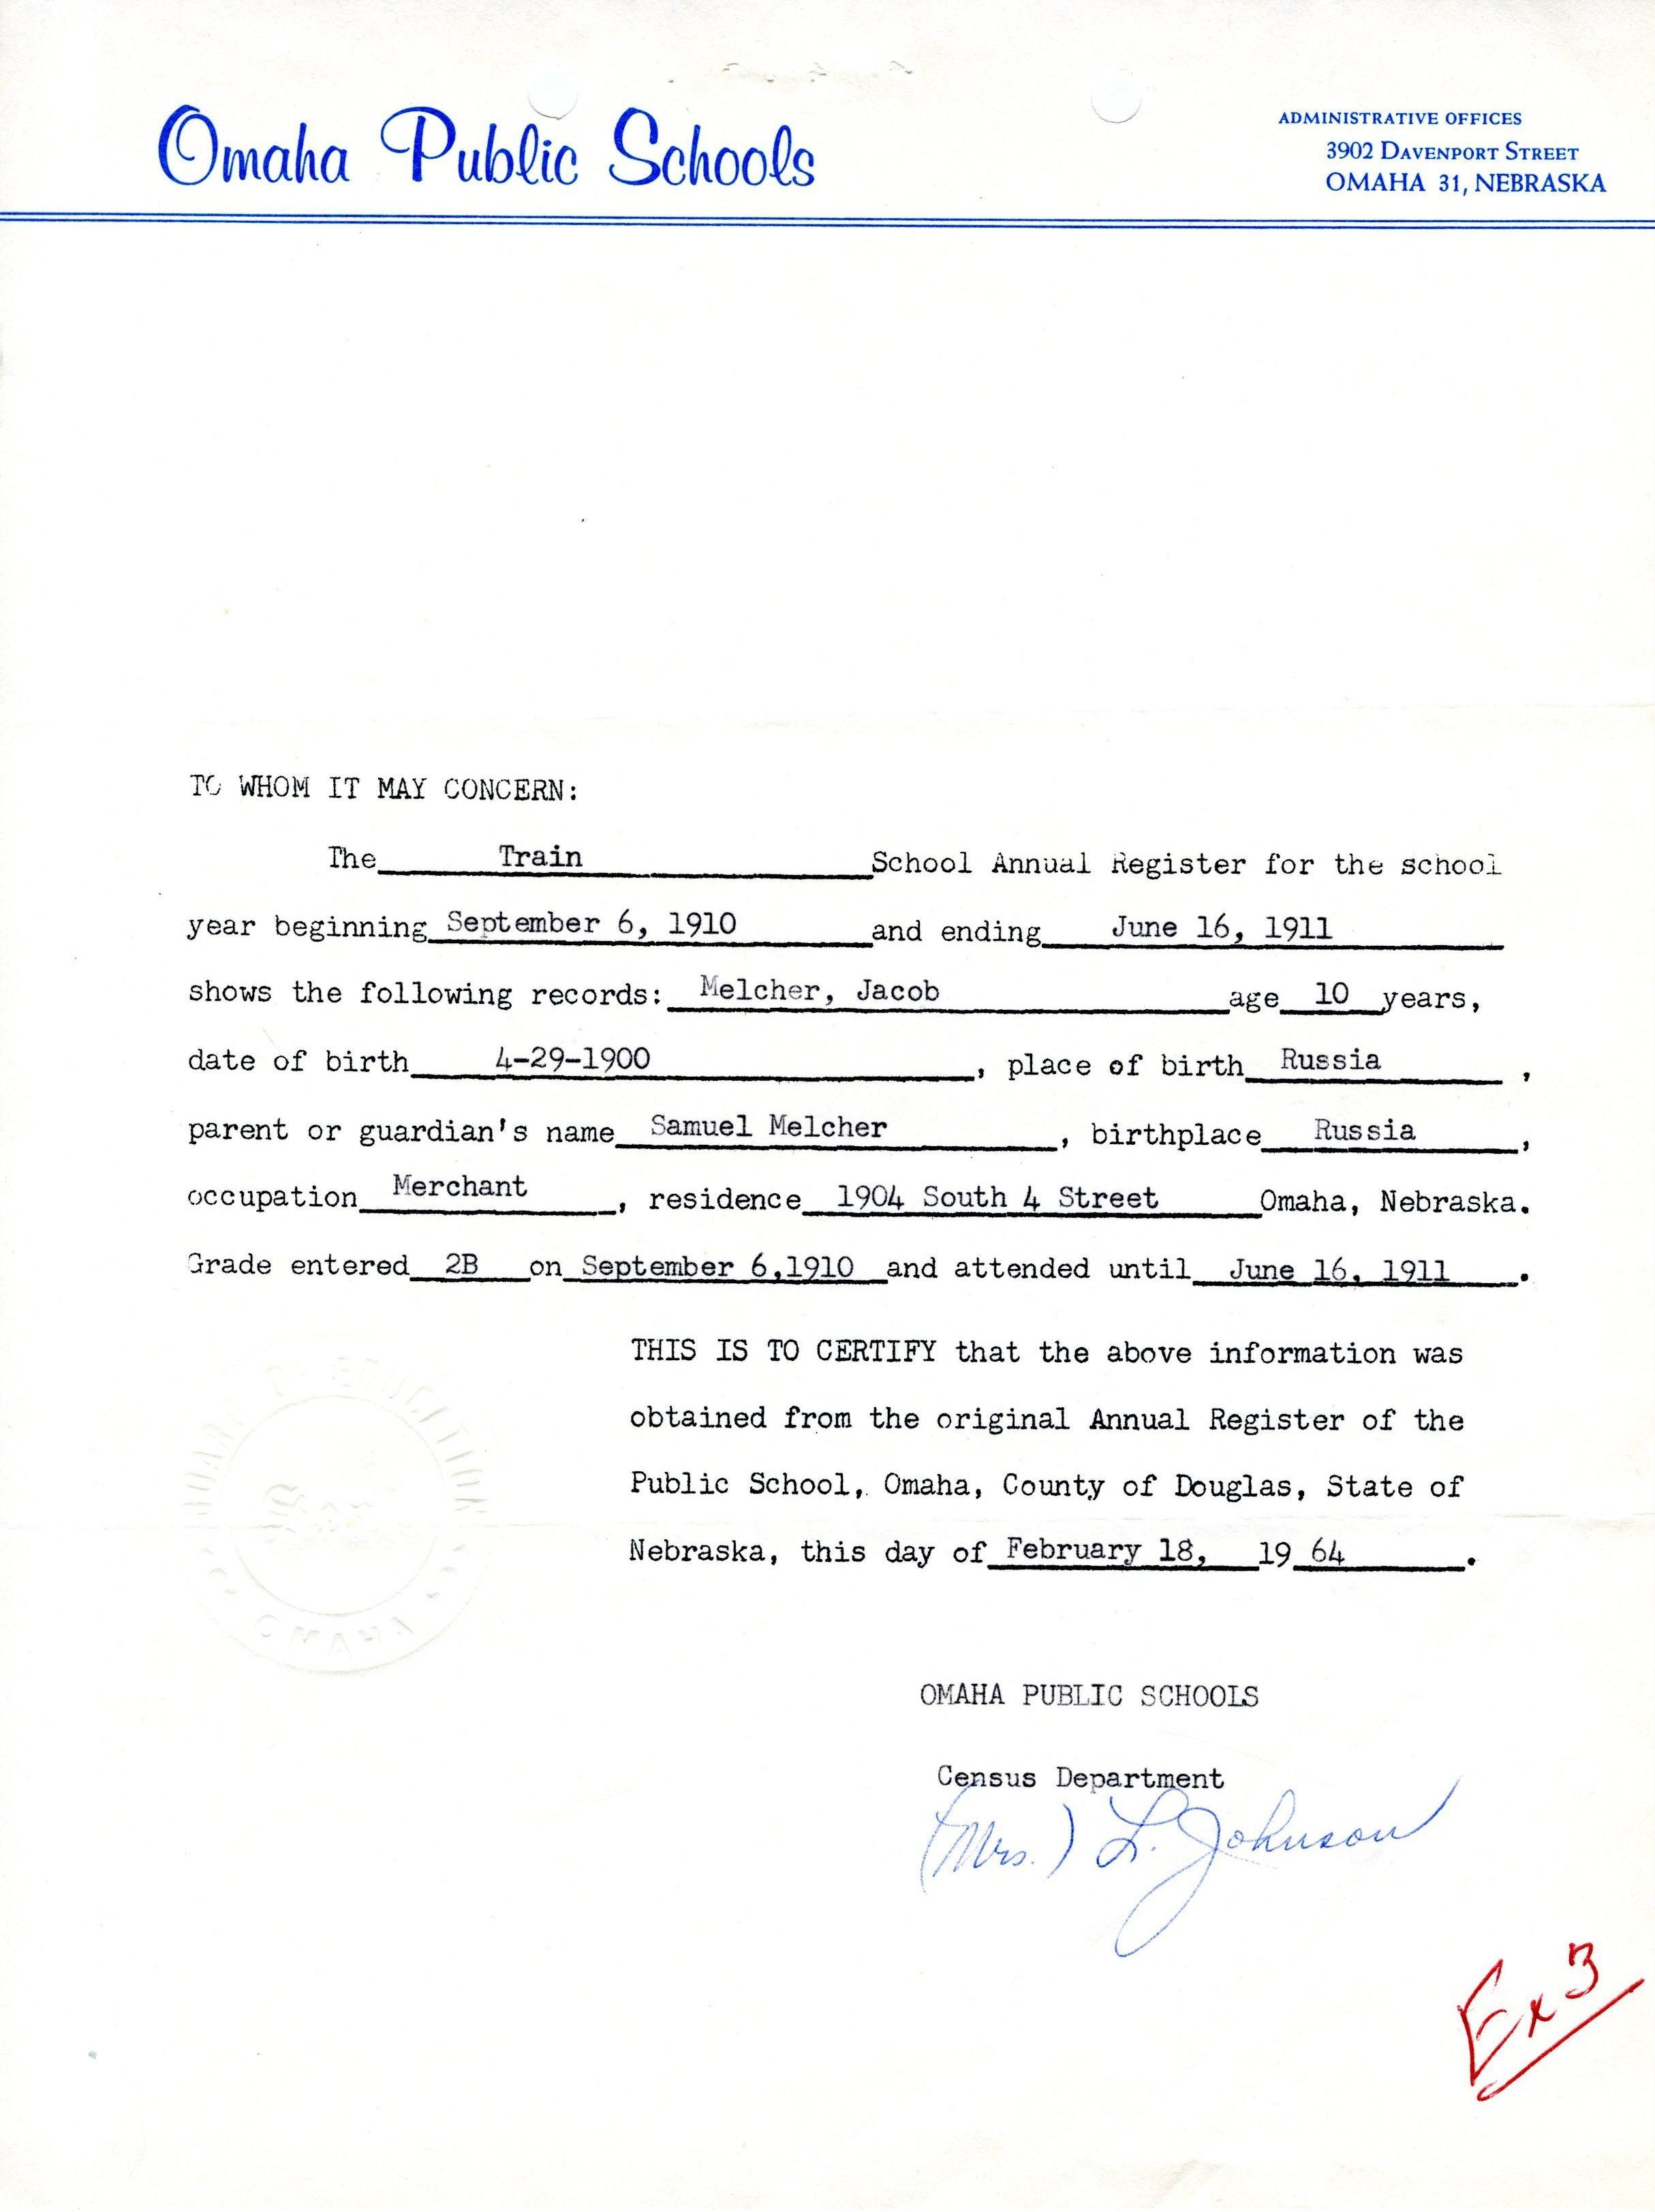 Omaha Public Schools
ADMINISTRATIVE OFFICES
3902 DAVENPORT STREET
OMAHA 31, NEBRASKA
TO WHOM IT MAY CONCERN:
The Train School Annual Register for the school
year beginning September 6, 1910 and ending June 16, 1911
shows the following records: Melcher, Jacob age 10 years,
date of birth 4-29-1900, place of birth Russia,
parent or guardian's name Samuel Melcher, birthplace Russia,
occupation Merchant, residence 1904 South 4 Street Omaha, Nebraska.
Grade entered 2B on September 6,1910 and attended until June 16, 1911.
THIS IS TO CERTIFY that the above information was
obtained from the original Annual Register of the
Public School, Omaha, County of Douglas, State of
Nebraska, this day of February 18, 19 64.
BOARD OF EDUCATION
OMAHA
OMAHA PUBLIC SCHOOLS
Census Department
(Mrs.) L. Johnson
Ex 3